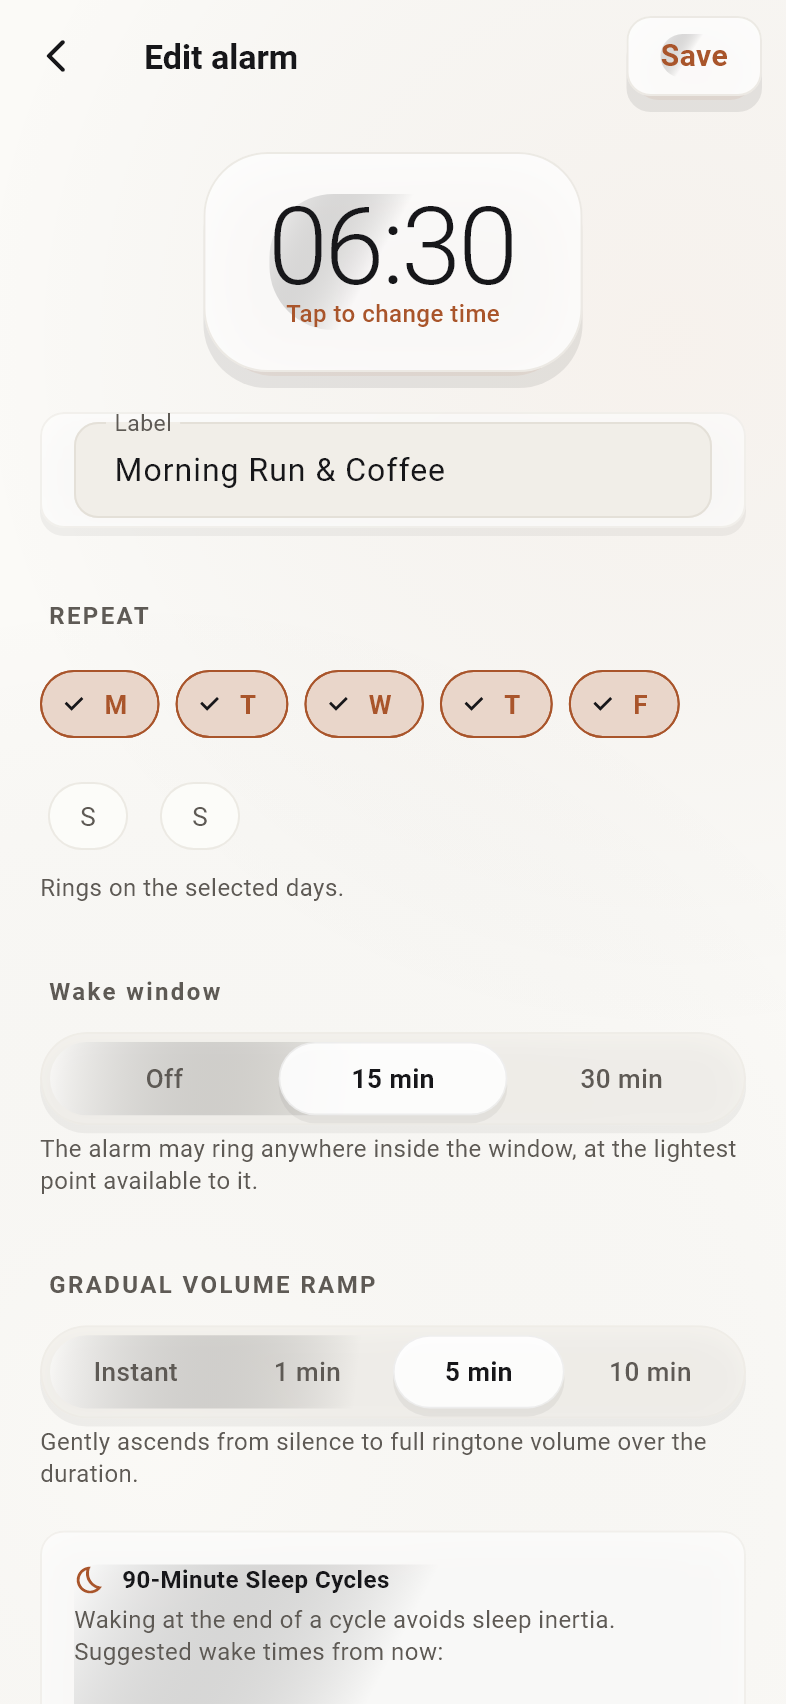 Edit alarm
Save
06:30
Tap to change time
Label
Morning Run & Coffee
REPEAT
M T W T F
S S
Rings on the selected days.
Wake window
Off 15 min 30 min
The alarm may ring anywhere inside the window, at the lightest
point available to it.
GRADUAL VOLUME RAMP
Instant 1 min 5 min 10 min
Gently ascends from silence to full ringtone volume over the
duration.
90-Minute Sleep Cycles
Waking at the end of a cycle avoids sleep inertia.
Suggested wake times from now: